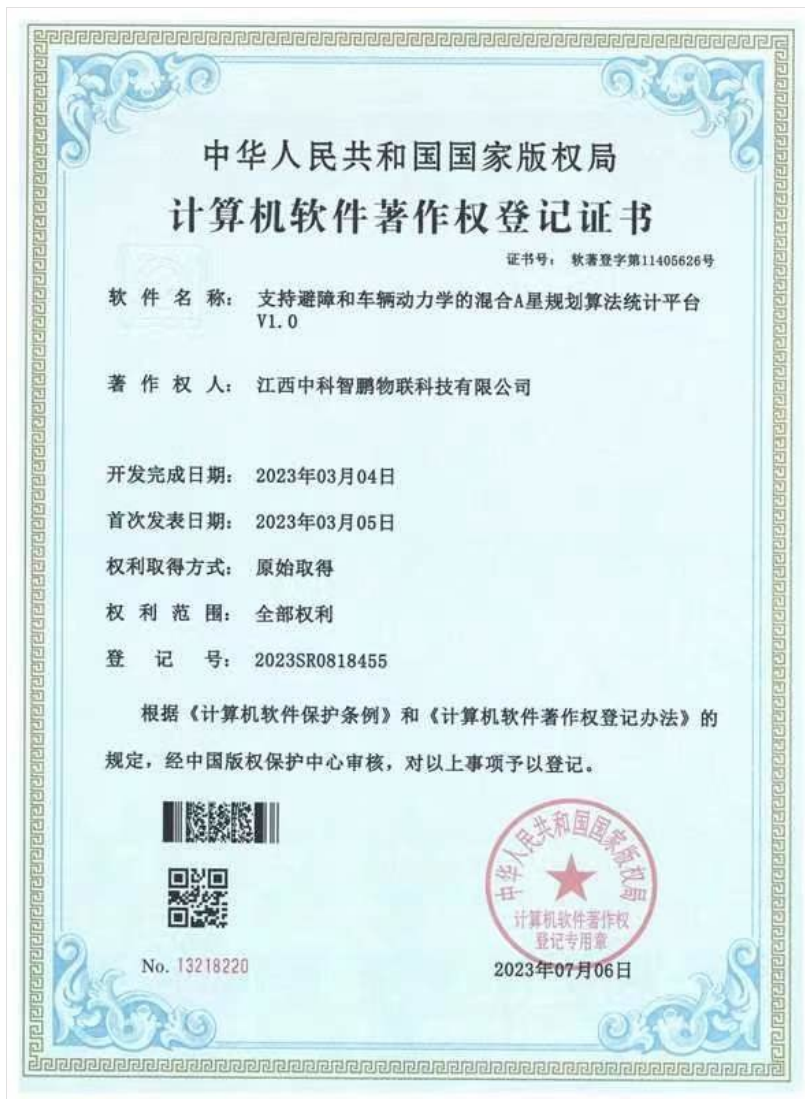 中华人民共和国国家版权局
计算机软件著作权登记证书
证书号: 软著登字第11405626号
软件名称: 支持避障和车辆动力学的混合A星规划算法统计平台
V1.0
著作权人: 江西中科智鹏物联科技有限公司
开发完成日期: 2023年03月04日
首次发表日期: 2023年03月05日
权利取得方式: 原始取得
权利范围: 全部权利
登记号: 2023SR0818455
根据《计算机软件保护条例》和《计算机软件著作权登记办法》的
规定，经中国版权保护中心审核，对以上事项予以登记。
中华人民共和国国家版权局
计算机软件著作权
登记专用章
No. 13218220
2023年07月06日